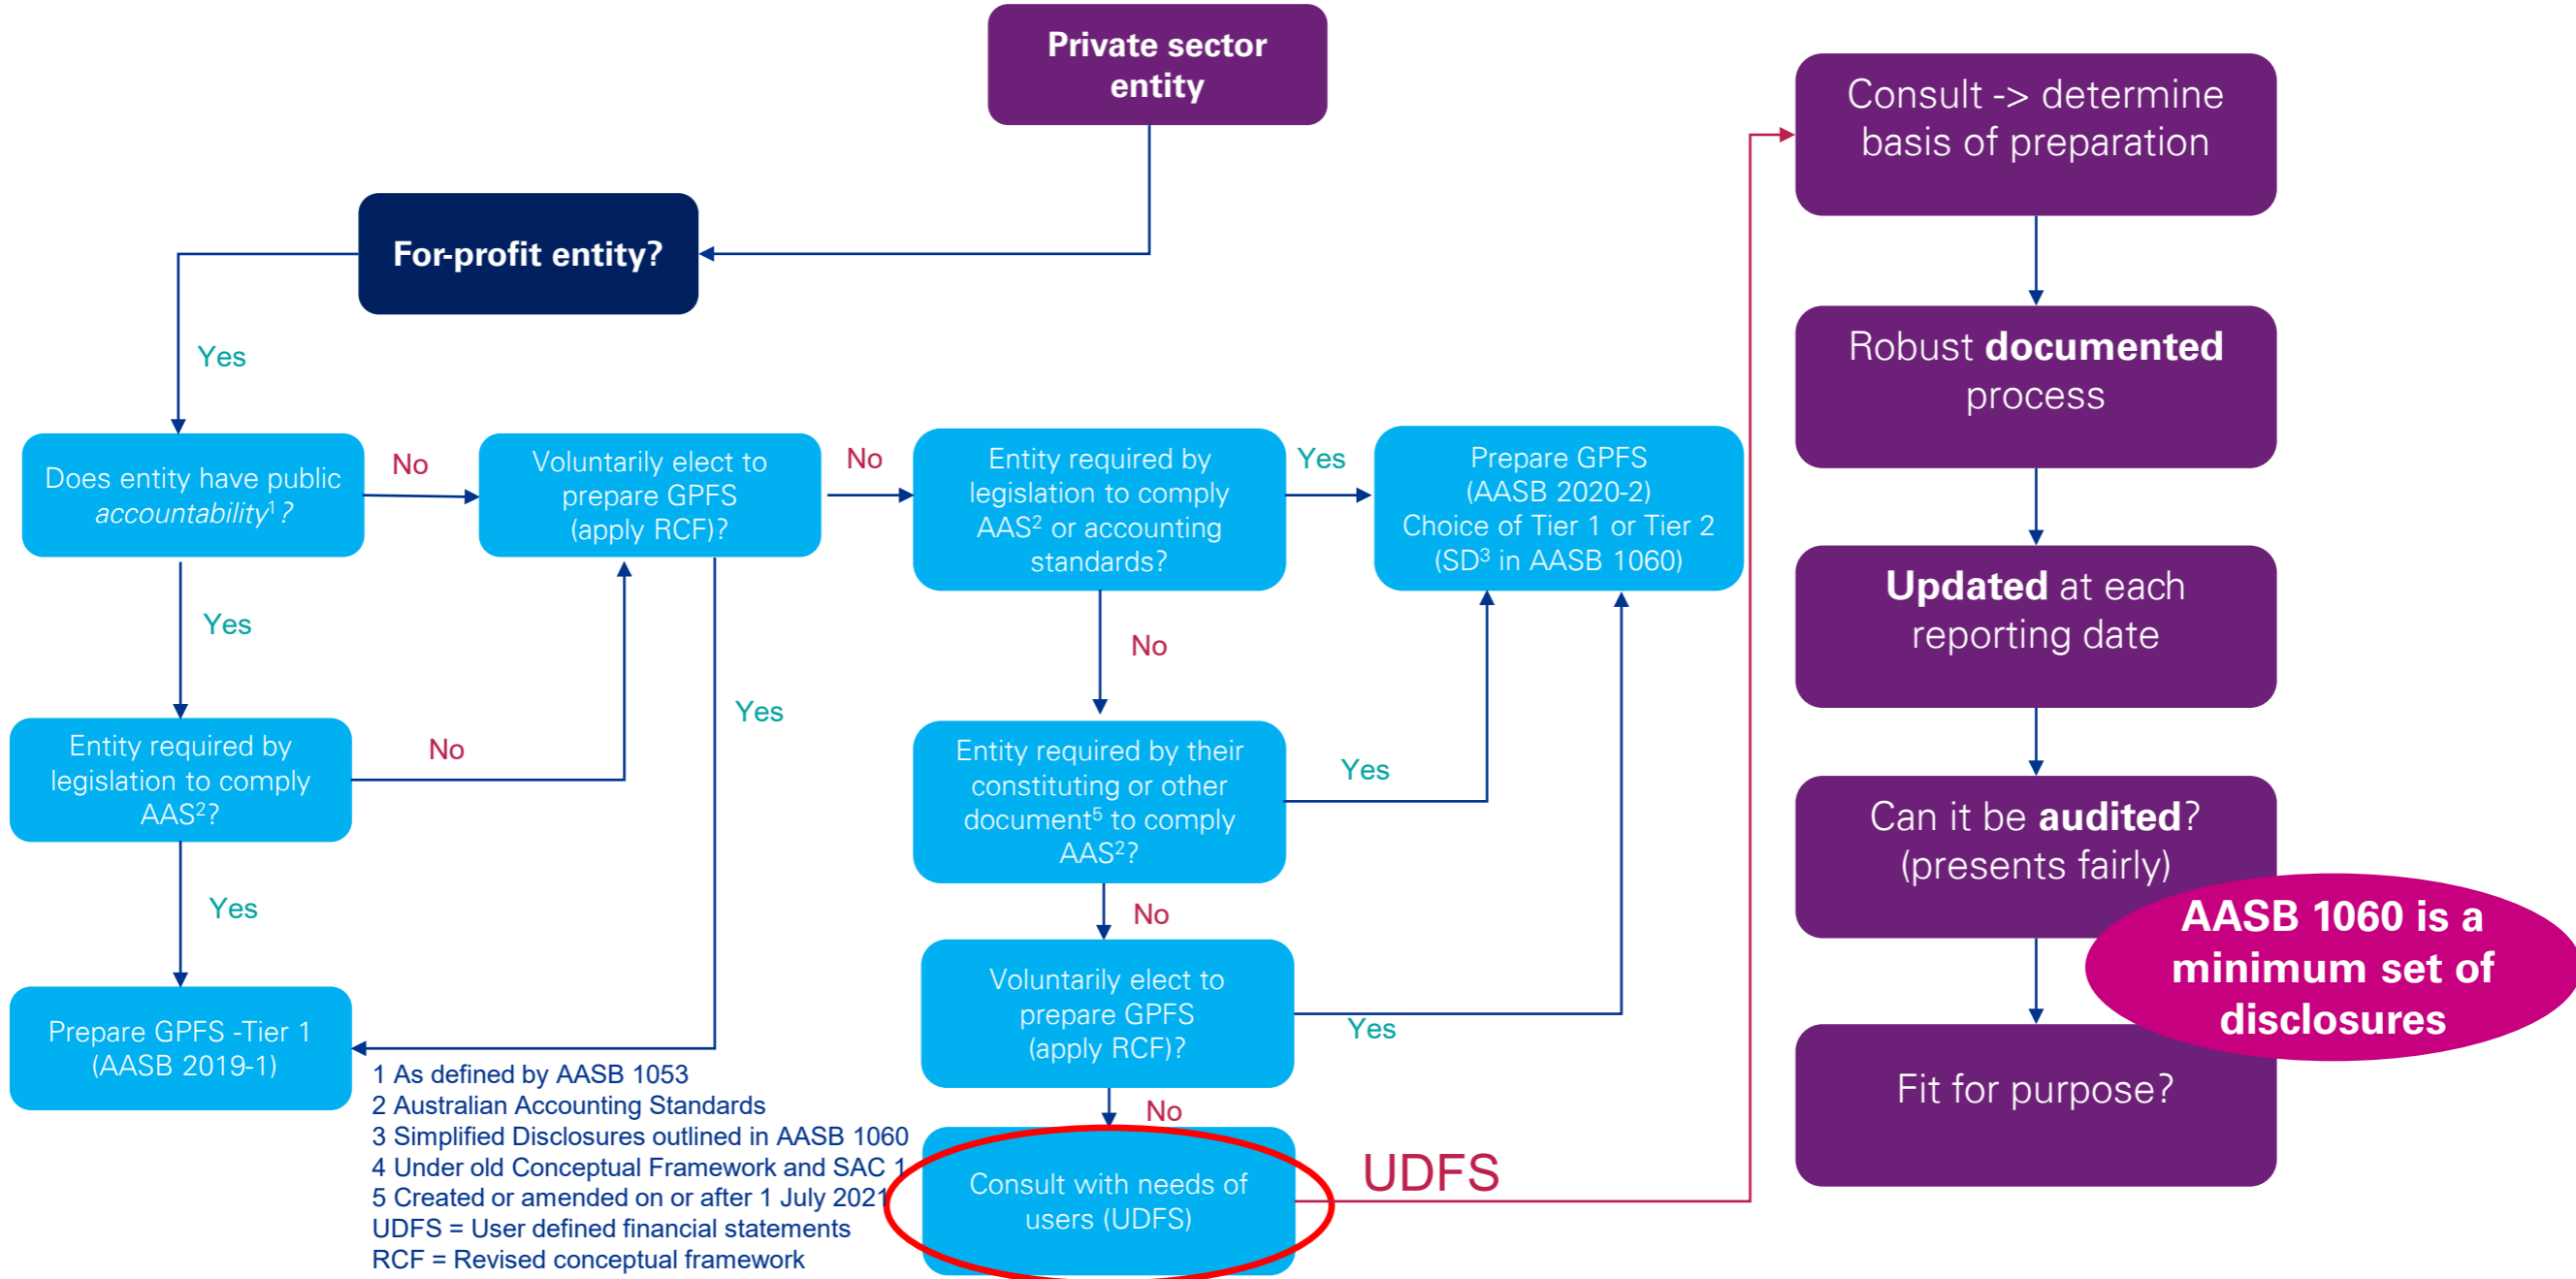 Private sector
entity
For-profit entity?
Yes
Does entity have public
accountability¹?
No
Voluntarily elect to
prepare GPFS
(apply RCF)?
No
Entity required by
legislation to comply
AAS² or accounting
standards?
Yes
Prepare GPFS
(AASB 2020-2)
Choice of Tier 1 or Tier 2
(SD³ in AASB 1060)
Yes
No
Yes
Entity required by
legislation to comply
AAS²?
No
Entity required by their
constituting or other
document⁵ to comply
AAS²?
Yes
Yes
No
Prepare GPFS -Tier 1
(AASB 2019-1)
Voluntarily elect to
prepare GPFS
(apply RCF)?
Yes
No
1 As defined by AASB 1053
2 Australian Accounting Standards
3 Simplified Disclosures outlined in AASB 1060
4 Under old Conceptual Framework and SAC 1
5 Created or amended on or after 1 July 2021
UDFS = User defined financial statements
RCF = Revised conceptual framework
Consult with needs of
users (UDFS)
UDFS
Consult -> determine
basis of preparation
Robust documented
process
Updated at each
reporting date
Can it be audited?
(presents fairly)
AASB 1060 is a
minimum set of
disclosures
Fit for purpose?